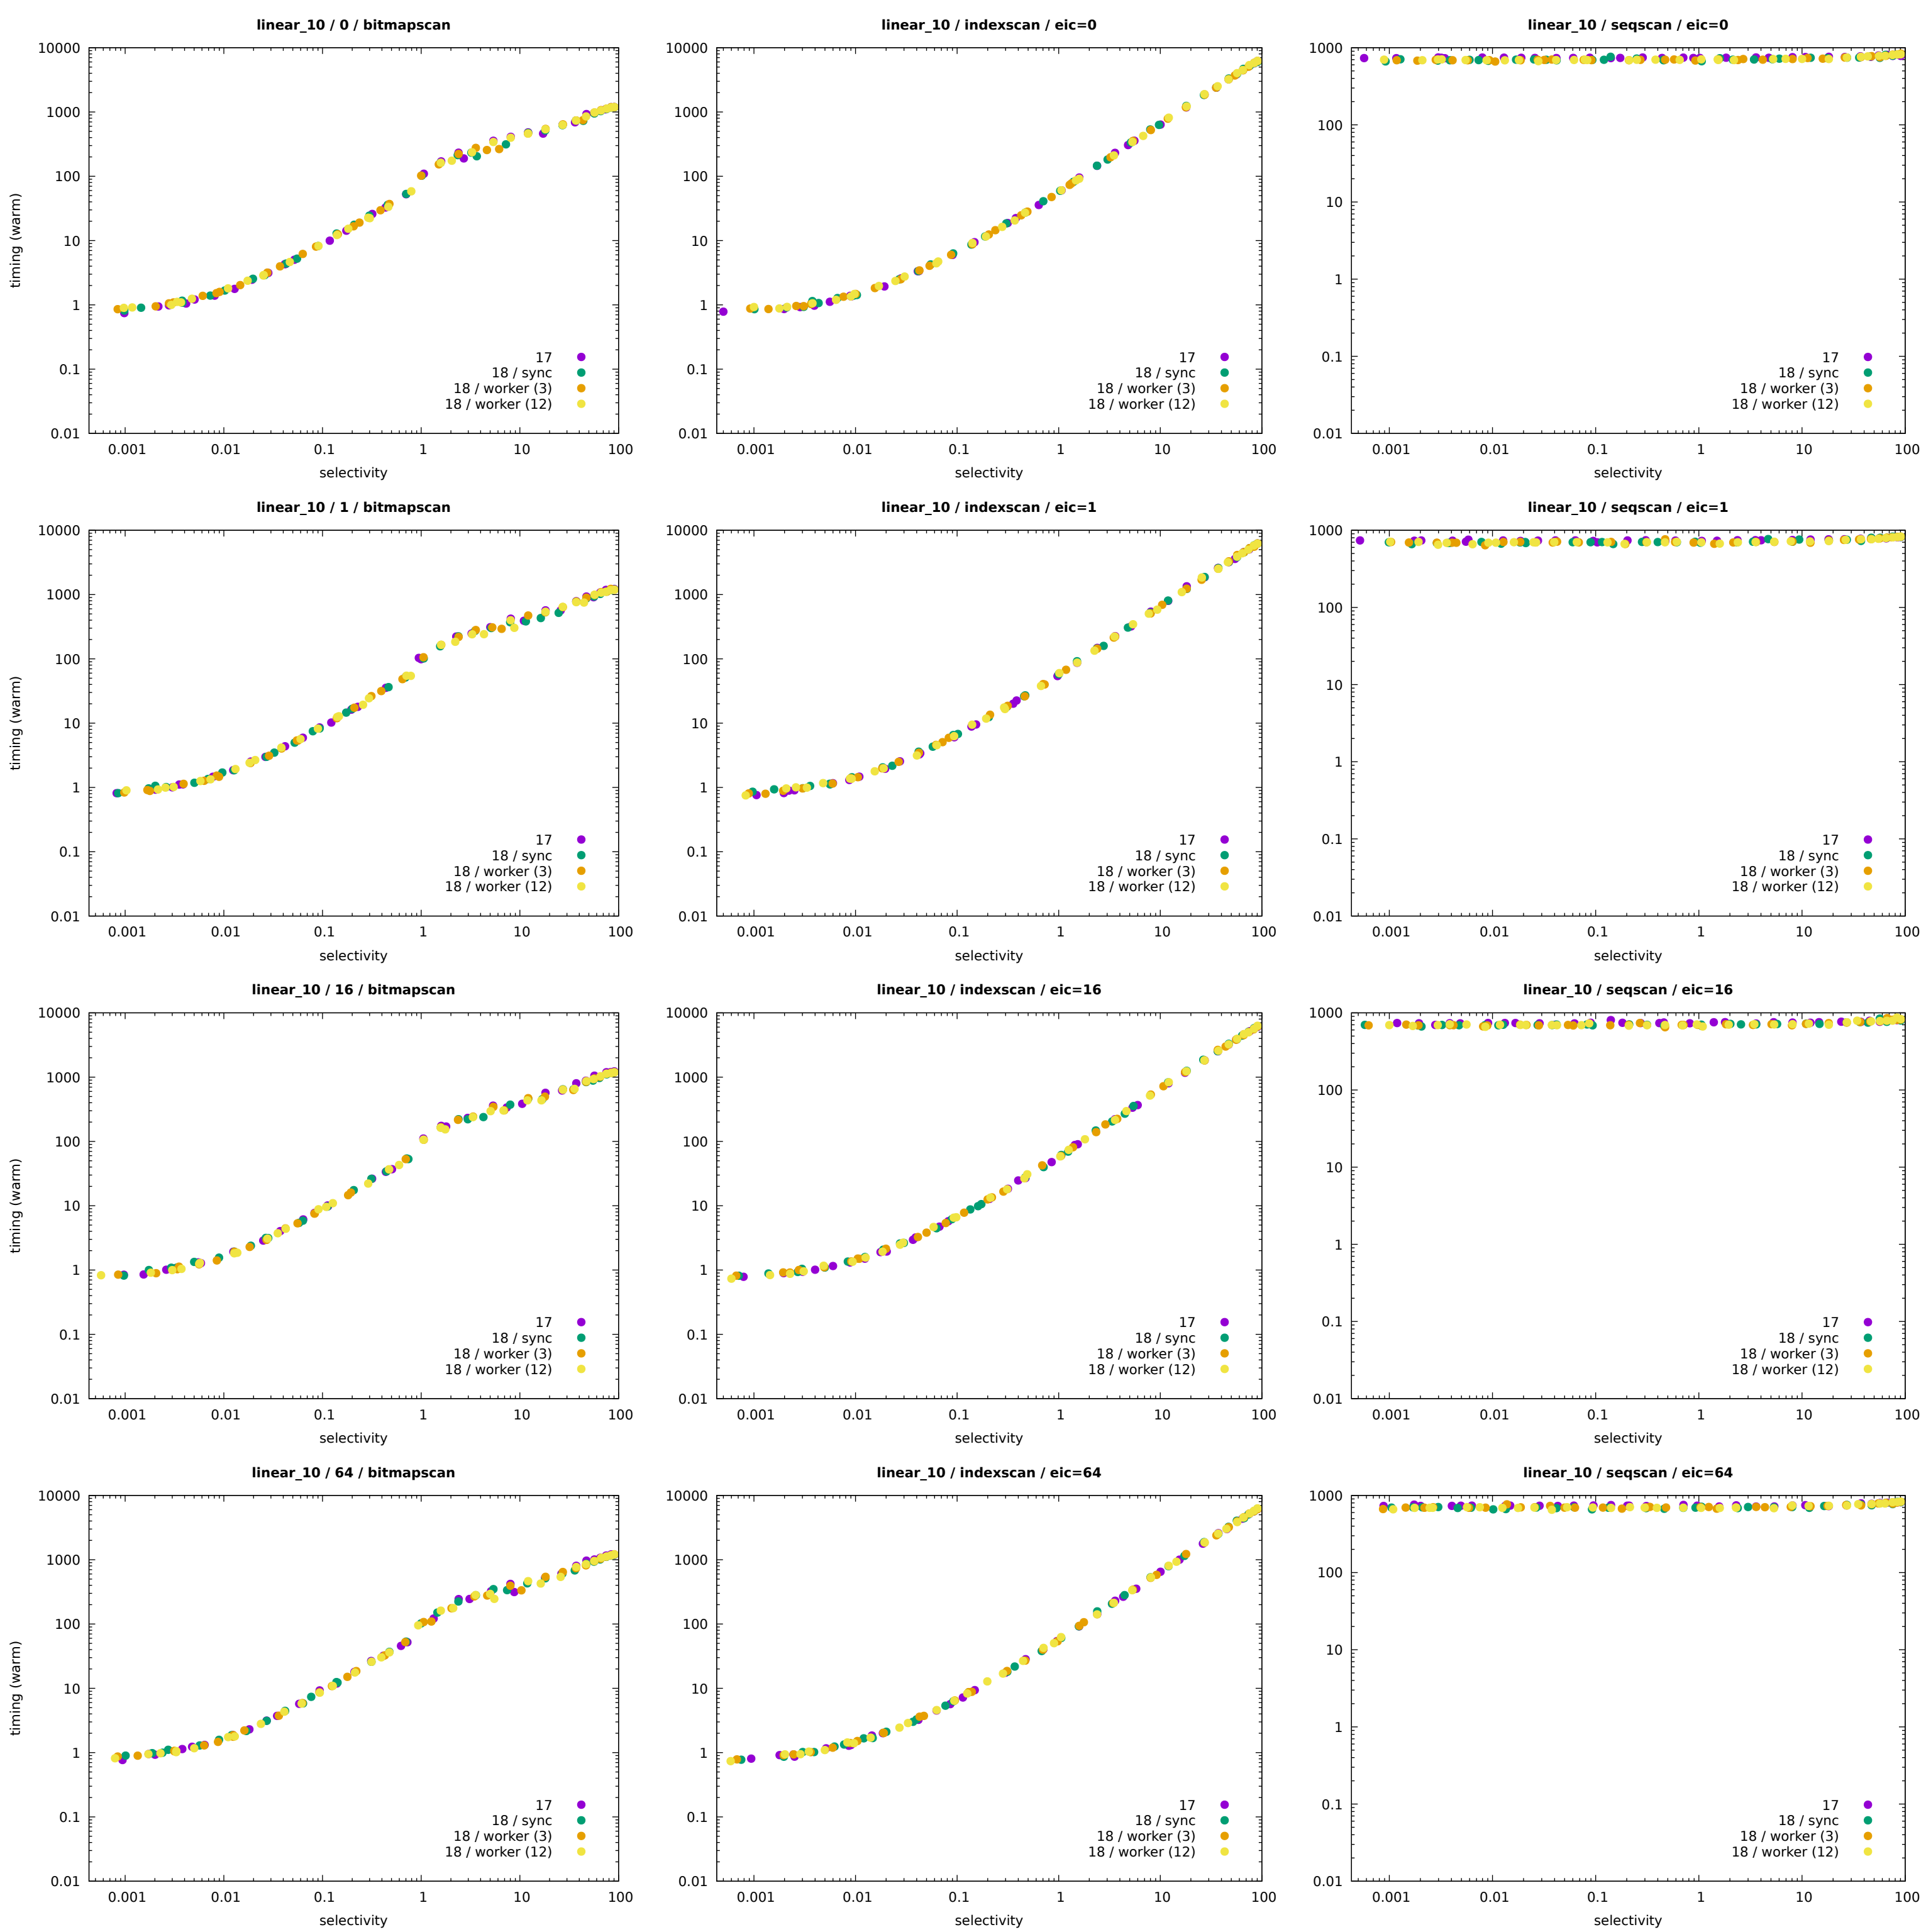 linear_10 / 0 / bitmapscan
10000
1000
100
10
1
0.1
0.01
timing (warm)
17
18 / sync
18 / worker (3)
18 / worker (12)
0.001 0.01 0.1 1 10 100
selectivity
linear_10 / indexscan / eic=0
10000
1000
100
10
1
0.1
0.01
17
18 / sync
18 / worker (3)
18 / worker (12)
0.001 0.01 0.1 1 10 100
selectivity
linear_10 / seqscan / eic=0
1000
100
10
1
0.1
0.01
17
18 / sync
18 / worker (3)
18 / worker (12)
0.001 0.01 0.1 1 10 100
selectivity
linear_10 / 1 / bitmapscan
10000
1000
100
10
1
0.1
0.01
timing (warm)
17
18 / sync
18 / worker (3)
18 / worker (12)
0.001 0.01 0.1 1 10 100
selectivity
linear_10 / indexscan / eic=1
10000
1000
100
10
1
0.1
0.01
17
18 / sync
18 / worker (3)
18 / worker (12)
0.001 0.01 0.1 1 10 100
selectivity
linear_10 / seqscan / eic=1
1000
100
10
1
0.1
0.01
17
18 / sync
18 / worker (3)
18 / worker (12)
0.001 0.01 0.1 1 10 100
selectivity
linear_10 / 16 / bitmapscan
10000
1000
100
10
1
0.1
0.01
timing (warm)
17
18 / sync
18 / worker (3)
18 / worker (12)
0.001 0.01 0.1 1 10 100
selectivity
linear_10 / indexscan / eic=16
10000
1000
100
10
1
0.1
0.01
17
18 / sync
18 / worker (3)
18 / worker (12)
0.001 0.01 0.1 1 10 100
selectivity
linear_10 / seqscan / eic=16
1000
100
10
1
0.1
0.01
17
18 / sync
18 / worker (3)
18 / worker (12)
0.001 0.01 0.1 1 10 100
selectivity
linear_10 / 64 / bitmapscan
10000
1000
100
10
1
0.1
0.01
timing (warm)
17
18 / sync
18 / worker (3)
18 / worker (12)
0.001 0.01 0.1 1 10 100
selectivity
linear_10 / indexscan / eic=64
10000
1000
100
10
1
0.1
0.01
17
18 / sync
18 / worker (3)
18 / worker (12)
0.001 0.01 0.1 1 10 100
selectivity
linear_10 / seqscan / eic=64
1000
100
10
1
0.1
0.01
17
18 / sync
18 / worker (3)
18 / worker (12)
0.001 0.01 0.1 1 10 100
selectivity